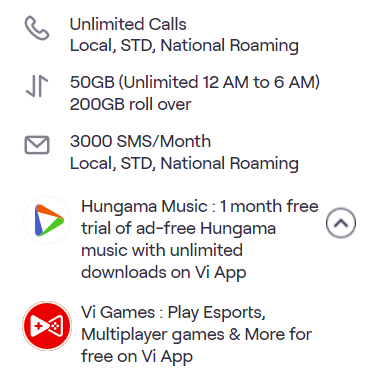 Unlimited Calls
Local, STD, National Roaming
50GB (Unlimited 12 AM to 6 AM)
200GB roll over
3000 SMS/Month
Local, STD, National Roaming
Hungama Music : 1 month free
trial of ad-free Hungama
music with unlimited
downloads on Vi App
Vi Games : Play Esports,
Multiplayer games & More for
free on Vi App